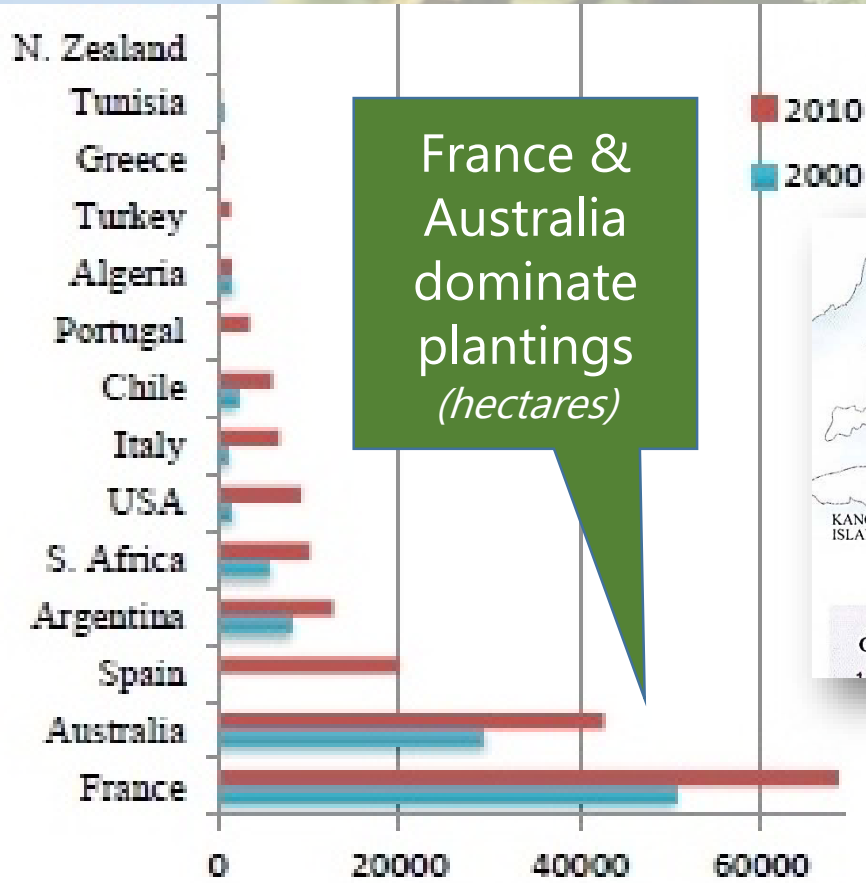 N. Zealand
Tunisia
Greece
Turkey
Algeria
Portugal
Chile
Italy
USA
S. Africa
Argentina
Spain
Australia
France
0 20000 40000 60000
France &
Australia
dominate
plantings
(hectares)
2010
2000